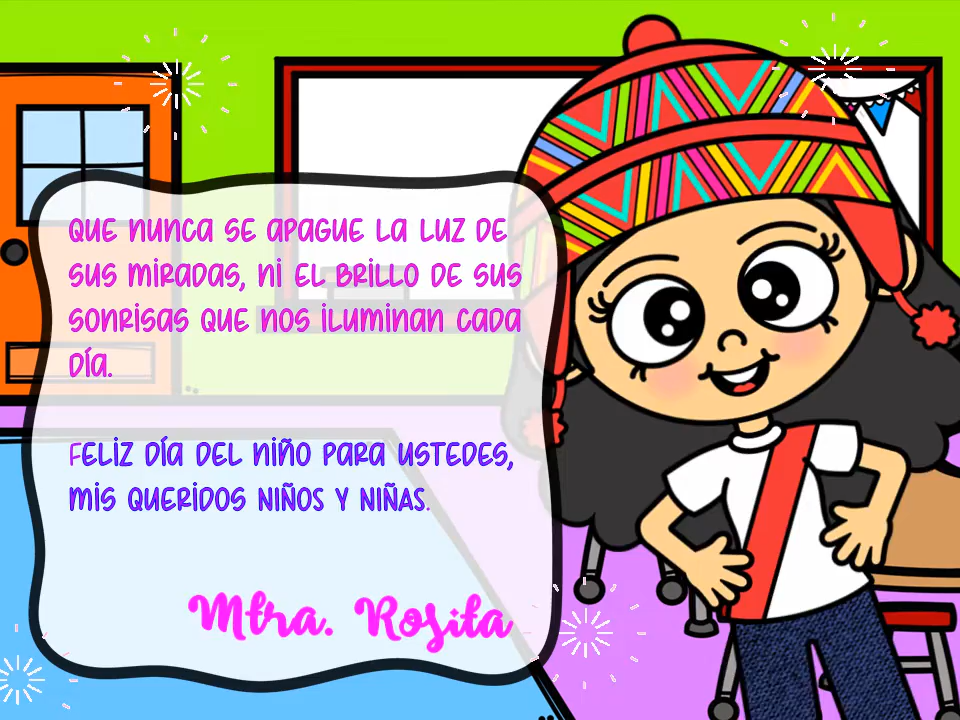 Que nunca se apague la luz de
sus miradas, ni el brillo de sus
sonrisas que nos iluminan cada
día.
Feliz día del niño para ustedes,
mis queridos niños y niñas.
Mtra. Rosita